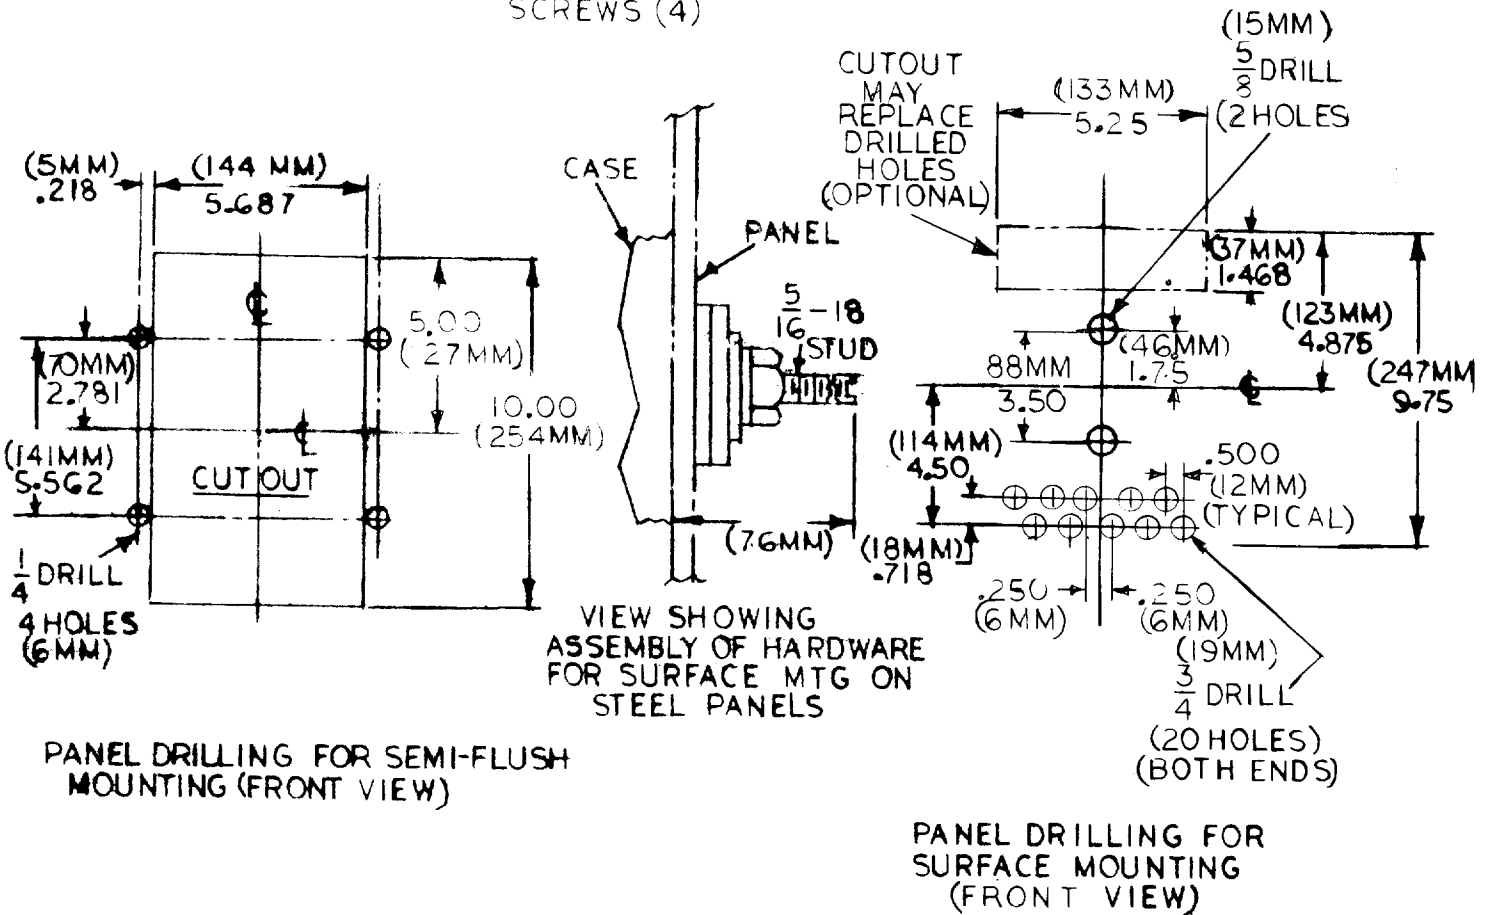 SCREWS (4)
(5MM)
.218
(144 MM)
5.687
5.00
( 27MM)
(70MM)
2.781
10.00
(254MM)
(141MM)
5.562
CUT OUT
1/4 DRILL
4 HOLES
(6MM)
PANEL DRILLING FOR SEMI-FLUSH
MOUNTING (FRONT VIEW)
CASE
PANEL
5/16-18
STUD
(76MM)
VIEW SHOWING
ASSEMBLY OF HARDWARE
FOR SURFACE MTG ON
STEEL PANELS
CUTOUT
MAY
REPLACE
DRILLED
HOLES
(OPTIONAL)
(133MM)
5.25
(15MM)
5/8 DRILL
(2 HOLES
(37MM)
1.468
(123MM)
4.875
(247MM
9.75
(46MM)
1.75
88MM
3.50
(114MM)
4.50
.500
(12MM)
(TYPICAL)
(18MM)
.718
.250
(6MM)
.250
(6MM)
(19MM)
3/4 DRILL
(20 HOLES)
(BOTH ENDS)
PANEL DRILLING FOR
SURFACE MOUNTING
(FRONT VIEW)